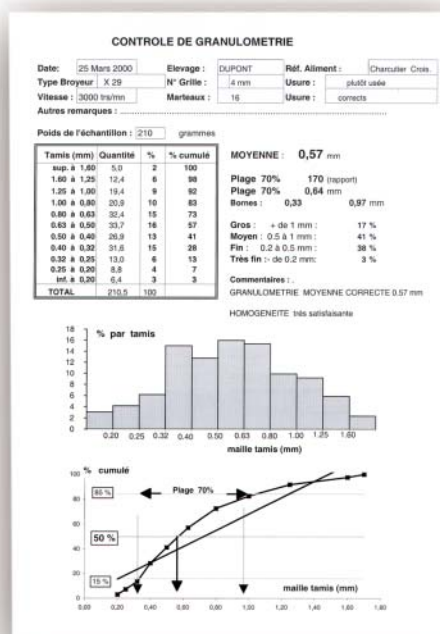 CONTROLE DE GRANULOMETRIE
Date: 25 Mars 2000 Elevage : DUPONT Réf. Aliment : Charcutier Crois.
Type Broyeur X 29 N° Grille : 4 mm Usure : plutôt usée
Vitesse : 3000 trs/mn Marteaux : 16 Usure : corrects
Autres remarques :
Poids de l'échantillon : 210 grammes
Tamis (mm) Quantité % % cumulé
sup. à 1,60 5,0 2 100
1.60 à 1,25 12,4 6 98
1.25 à 1,00 19,4 9 92
1.00 à 0,80 20,9 10 83
0.80 à 0,63 32,4 15 73
0.63 à 0,50 33,7 16 57
0.50 à 0,40 26,9 13 41
0.40 à 0,32 31,6 15 28
0.32 à 0,25 13,0 6 13
0.25 à 0,20 8,8 4 7
inf. à 0,20 6,4 3 3
TOTAL 210,5 100
MOYENNE : 0,57 mm
Plage 70% 170 (rapport)
Plage 70% 0,64 mm
Bornes : 0,33 0,97 mm
Gros : + de 1 mm : 17 %
Moyen : 0.5 à 1 mm : 41 %
Fin : 0.2 à 0.5 mm : 38 %
Très fin :- de 0.2 mm: 3 %
Commentaires : .
GRANULOMETRIE MOYENNE CORRECTE 0.57 mm
HOMOGENEITE très satisfaisante
% par tamis
18
16
14
12
10
8
6
4
2
0
0.20 0.25 0.32 0.40 0.50 0.63 0.80 1.00 1.25 1.60
maille tamis (mm)
% cumulé
100
85 % Plage 70%
80
60
50 %
40
20
15 %
maille tamis (mm)
0
0,00 0,20 0,40 0,60 0,80 1,00 1,20 1,40 1,60 1,80